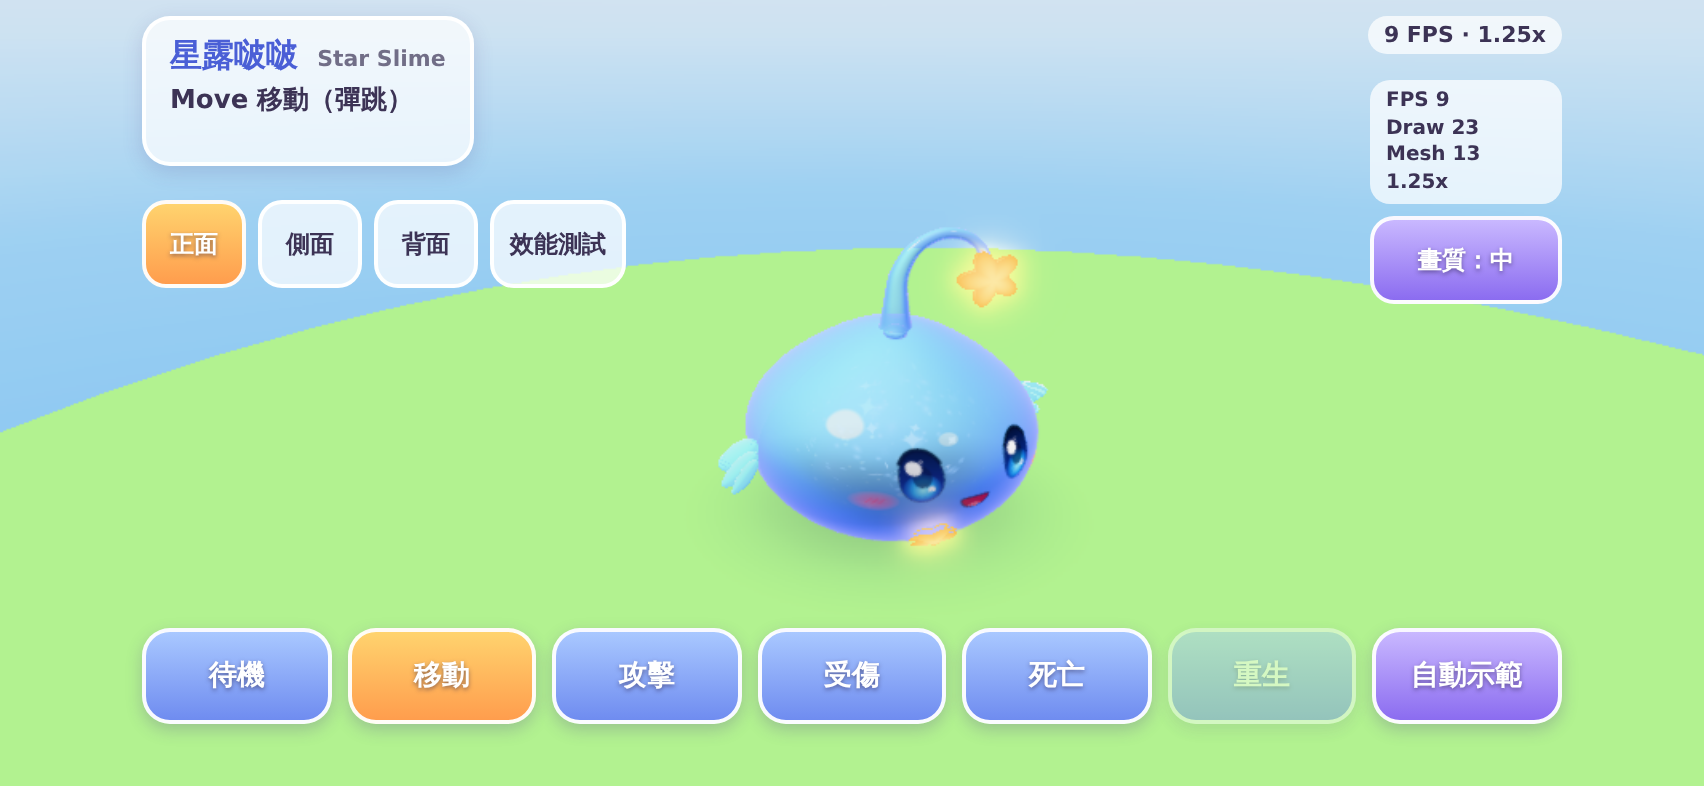 星露啵啵 Star Slime
Move 移動（彈跳）
9 FPS · 1.25x
FPS 9
Draw 23
Mesh 13
1.25x
正面
側面
背面
效能測試
畫質：中
待機
移動
攻擊
受傷
死亡
重生
自動示範